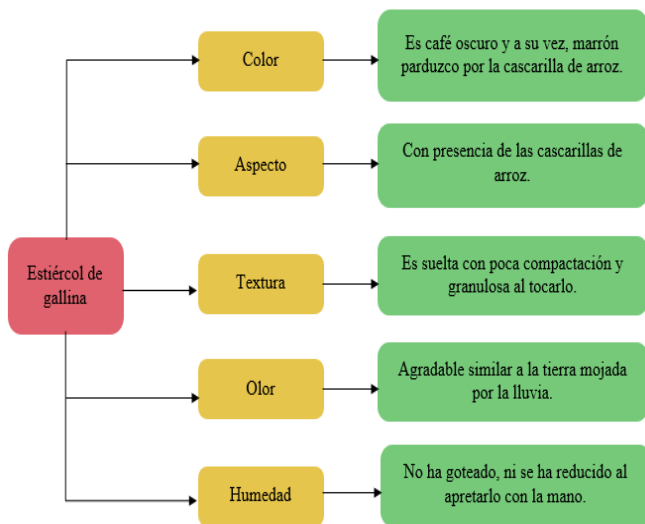 Color
Es café oscuro y a su vez, marrón
parduzco por la cascarilla de arroz.
Aspecto
Con presencia de las cascarillas de
arroz.
Estiércol de
gallina
Textura
Es suelta con poca compactación y
granulosa al tocarlo.
Olor
Agradable similar a la tierra mojada
por la lluvia.
Humedad
No ha goteado, ni se ha reducido al
apretarlo con la mano.